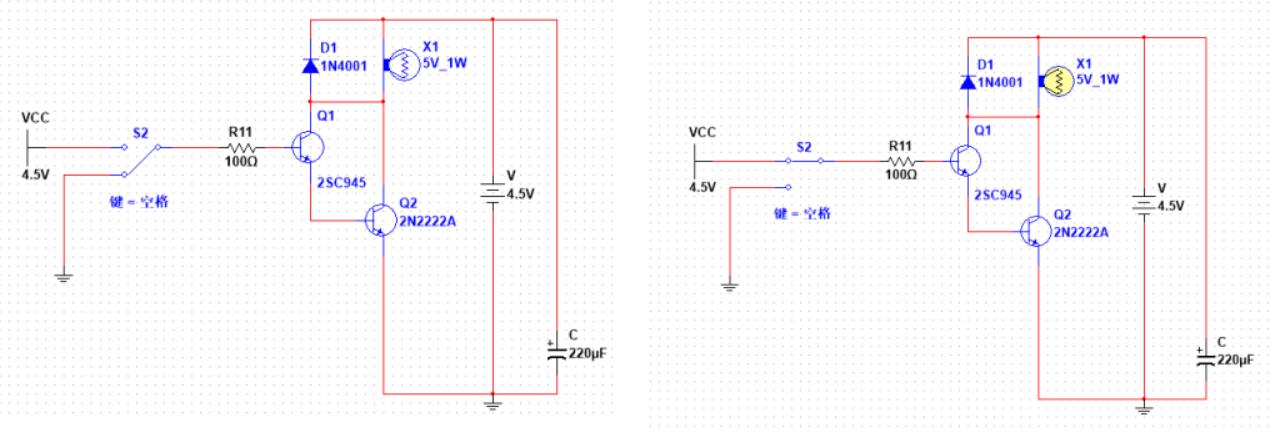 VCC
4.5V
S2
键 = 空格
R11
100Ω
D1
1N4001
X1
5V_1W
Q1
2SC945
Q2
2N2222A
V
4.5V
C
+
220µF
VCC
4.5V
S2
键 = 空格
R11
100Ω
D1
1N4001
X1
5V_1W
Q1
2SC945
Q2
2N2222A
V
4.5V
C
+
220µF